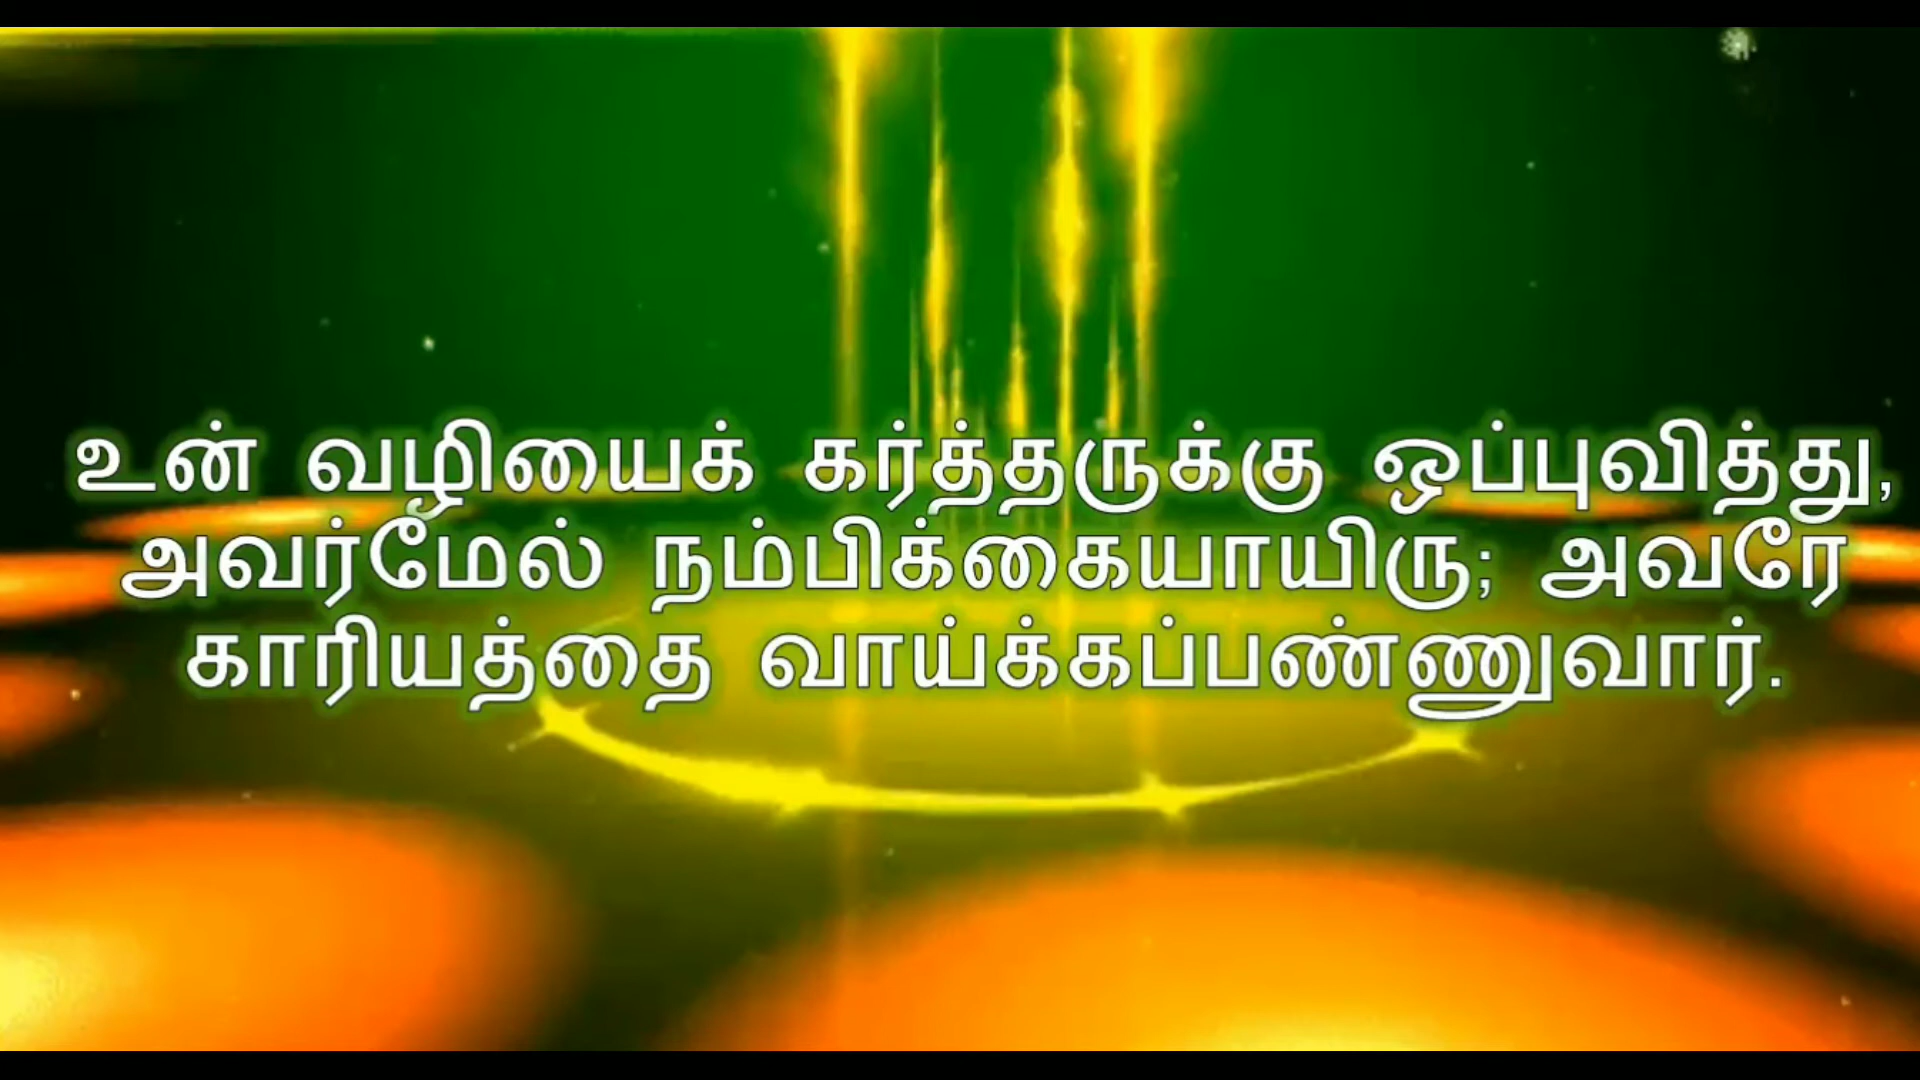 உன் வழியைக் கர்த்தருக்கு ஒப்புவித்து,
அவர்மேல் நம்பிக்கையாயிரு; அவரே
காரியத்தை வாய்க்கப்பண்ணுவார்.